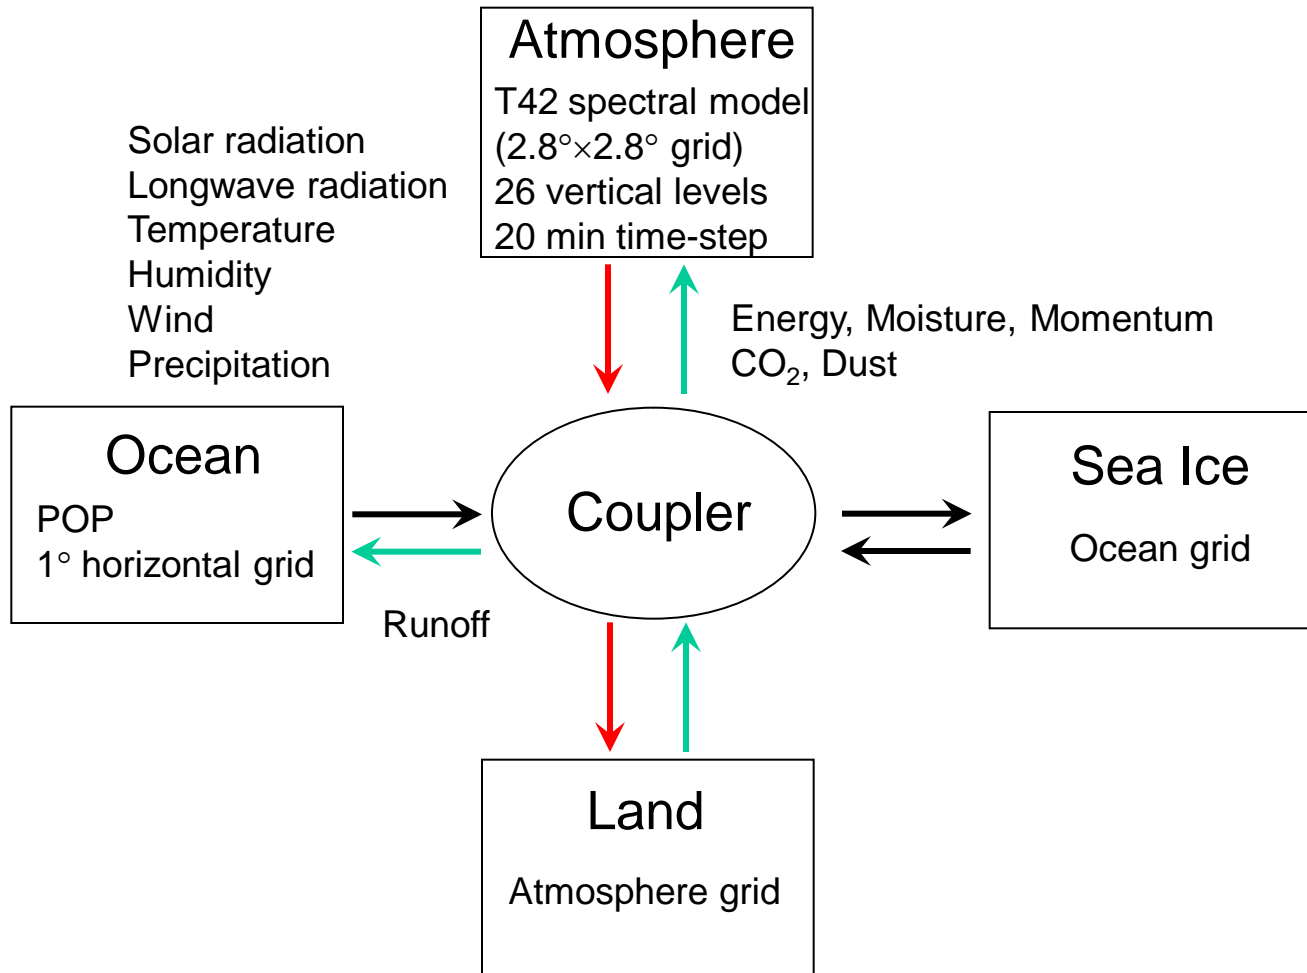 Atmosphere
T42 spectral model
(2.8°×2.8° grid)
26 vertical levels
20 min time-step
Solar radiation
Longwave radiation
Temperature
Humidity
Wind
Precipitation
Energy, Moisture, Momentum
CO₂, Dust
Ocean
POP
1° horizontal grid
Coupler
Sea Ice
Ocean grid
Runoff
Land
Atmosphere grid